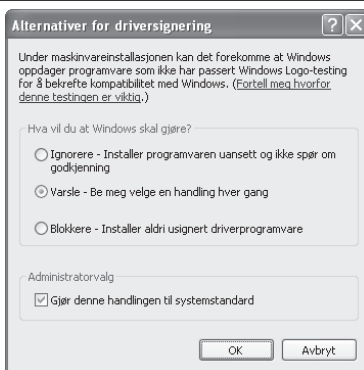 Alternativer for driversignering
Under maskinvareinstallasjonen kan det forekomme at Windows
oppdager programvare som ikke har passert Windows Logo-testing
for å bekrefte kompatibilitet med Windows. (Fortell meg hvorfor
denne testingen er viktig.)
Hva vil du at Windows skal gjøre?
Ignorere - Installer programvaren uansett og ikke spør om
godkjenning
Varsle - Be meg velge en handling hver gang
Blokkere - Installer aldri usignert driverprogramvare
Administratorvalg
Gjør denne handlingen til systemstandard
OK
Avbryt